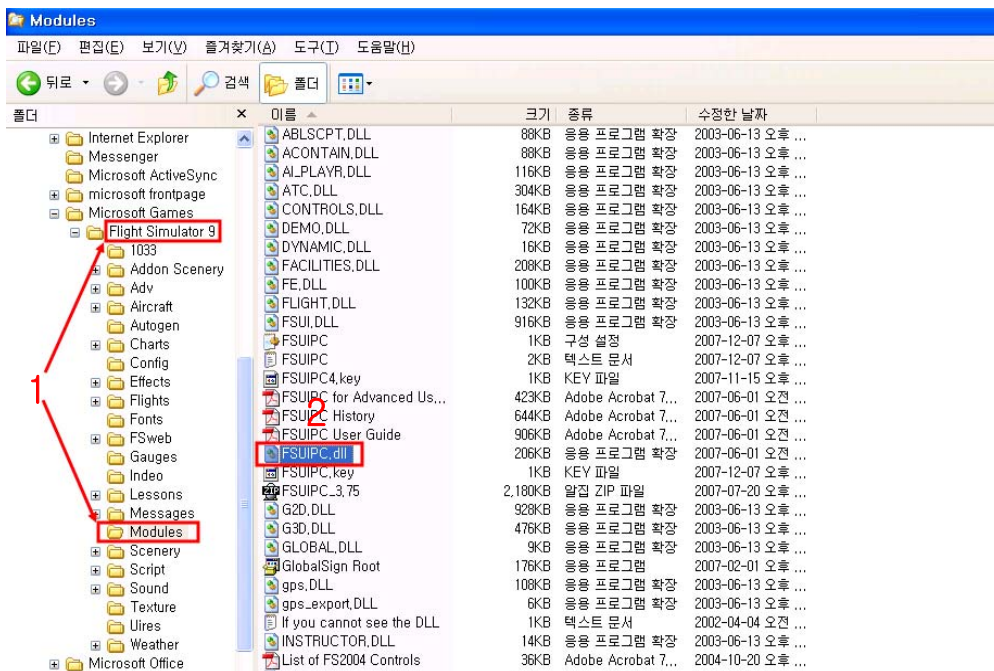 Modules
파일(F) 편집(E) 보기(V) 즐겨찾기(A) 도구(T) 도움말(H)
뒤로 검색 폴더
폴더 × 이름 크기 종류 수정한 날짜
Internet Explorer
Messenger
Microsoft ActiveSync
microsoft frontpage
Microsoft Games
Flight Simulator 9
1033
Addon Scenery
Adv
Aircraft
Autogen
Charts
Config
Effects
Flights
Fonts
FSweb
Gauges
Indeo
Lessons
Messages
Modules
Scenery
Script
Sound
Texture
Uires
Weather
Microsoft Office
1
2
ABLSCPT.DLL 88KB 응용 프로그램 확장 2003-06-13 오후 ...
ACONTAIN.DLL 88KB 응용 프로그램 확장 2003-06-13 오후 ...
AI_PLAYR.DLL 116KB 응용 프로그램 확장 2003-06-13 오후 ...
ATC.DLL 304KB 응용 프로그램 확장 2003-06-13 오후 ...
CONTROLS.DLL 164KB 응용 프로그램 확장 2003-06-13 오후 ...
DEMO.DLL 72KB 응용 프로그램 확장 2003-06-13 오후 ...
DYNAMIC.DLL 16KB 응용 프로그램 확장 2003-06-13 오후 ...
FACILITIES.DLL 208KB 응용 프로그램 확장 2003-06-13 오후 ...
FE.DLL 100KB 응용 프로그램 확장 2003-06-13 오후 ...
FLIGHT.DLL 132KB 응용 프로그램 확장 2003-06-13 오후 ...
FSUI.DLL 916KB 응용 프로그램 확장 2003-06-13 오후 ...
FSUIPC 1KB 구성 설정 2007-12-07 오후 ...
FSUIPC 2KB 텍스트 문서 2007-12-07 오후 ...
FSUIPC4.key 1KB KEY 파일 2007-11-15 오후 ...
FSUIPC for Advanced Us... 423KB Adobe Acrobat 7... 2007-06-01 오전 ...
FSUIPC History 644KB Adobe Acrobat 7... 2007-06-01 오전 ...
FSUIPC User Guide 906KB Adobe Acrobat 7... 2007-06-01 오전 ...
FSUIPC.dll 206KB 응용 프로그램 확장 2007-06-01 오전 ...
FSUIPC.key 1KB KEY 파일 2007-12-07 오후 ...
FSUIPC_3.75 2,180KB 알집 ZIP 파일 2007-07-20 오후 ...
G2D.DLL 928KB 응용 프로그램 확장 2003-06-13 오후 ...
G3D.DLL 476KB 응용 프로그램 확장 2003-06-13 오후 ...
GLOBAL.DLL 9KB 응용 프로그램 확장 2003-06-13 오후 ...
GlobalSign Root 176KB 응용 프로그램 2007-02-01 오후 ...
gps.DLL 108KB 응용 프로그램 확장 2003-06-13 오후 ...
gps_export.DLL 6KB 응용 프로그램 확장 2003-06-13 오후 ...
If you cannot see the DLL 1KB 텍스트 문서 2002-04-04 오전 ...
INSTRUCTOR.DLL 14KB 응용 프로그램 확장 2003-06-13 오후 ...
List of FS2004 Controls 36KB Adobe Acrobat 7... 2004-10-20 오후 ...